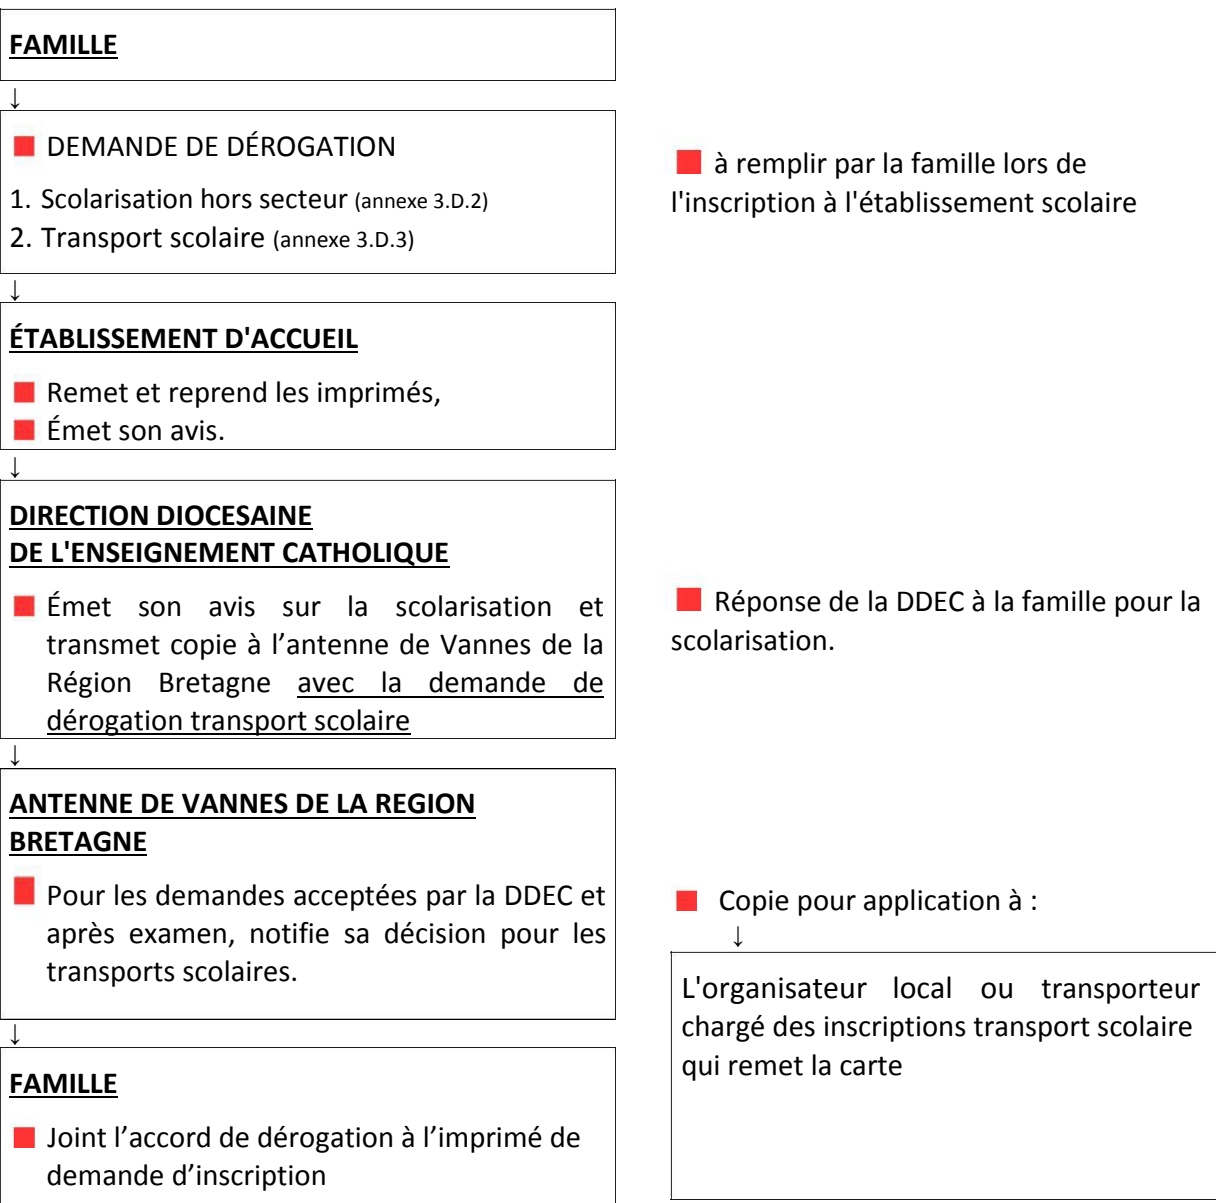 FAMILLE
↓
DEMANDE DE DÉROGATION
1. Scolarisation hors secteur (annexe 3.D.2)
2. Transport scolaire (annexe 3.D.3)
à remplir par la famille lors de
l'inscription à l'établissement scolaire
↓
ÉTABLISSEMENT D'ACCUEIL
Remet et reprend les imprimés,
Émet son avis.
↓
DIRECTION DIOCESAINE
DE L'ENSEIGNEMENT CATHOLIQUE
Émet son avis sur la scolarisation et
transmet copie à l’antenne de Vannes de la
Région Bretagne avec la demande de
dérogation transport scolaire
Réponse de la DDEC à la famille pour la
scolarisation.
↓
ANTENNE DE VANNES DE LA REGION
BRETAGNE
Pour les demandes acceptées par la DDEC et
après examen, notifie sa décision pour les
transports scolaires.
Copie pour application à :
↓
L'organisateur local ou transporteur
chargé des inscriptions transport scolaire
qui remet la carte
↓
FAMILLE
Joint l’accord de dérogation à l’imprimé de
demande d’inscription